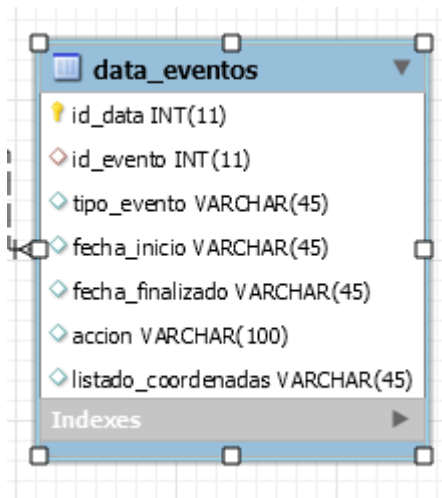 data_eventos
id_data INT(11)
id_evento INT(11)
tipo_evento VARCHAR(45)
fecha_inicio VARCHAR(45)
fecha_finalizado VARCHAR(45)
accion VARCHAR(100)
listado_coordenadas VARCHAR(45)
Indexes